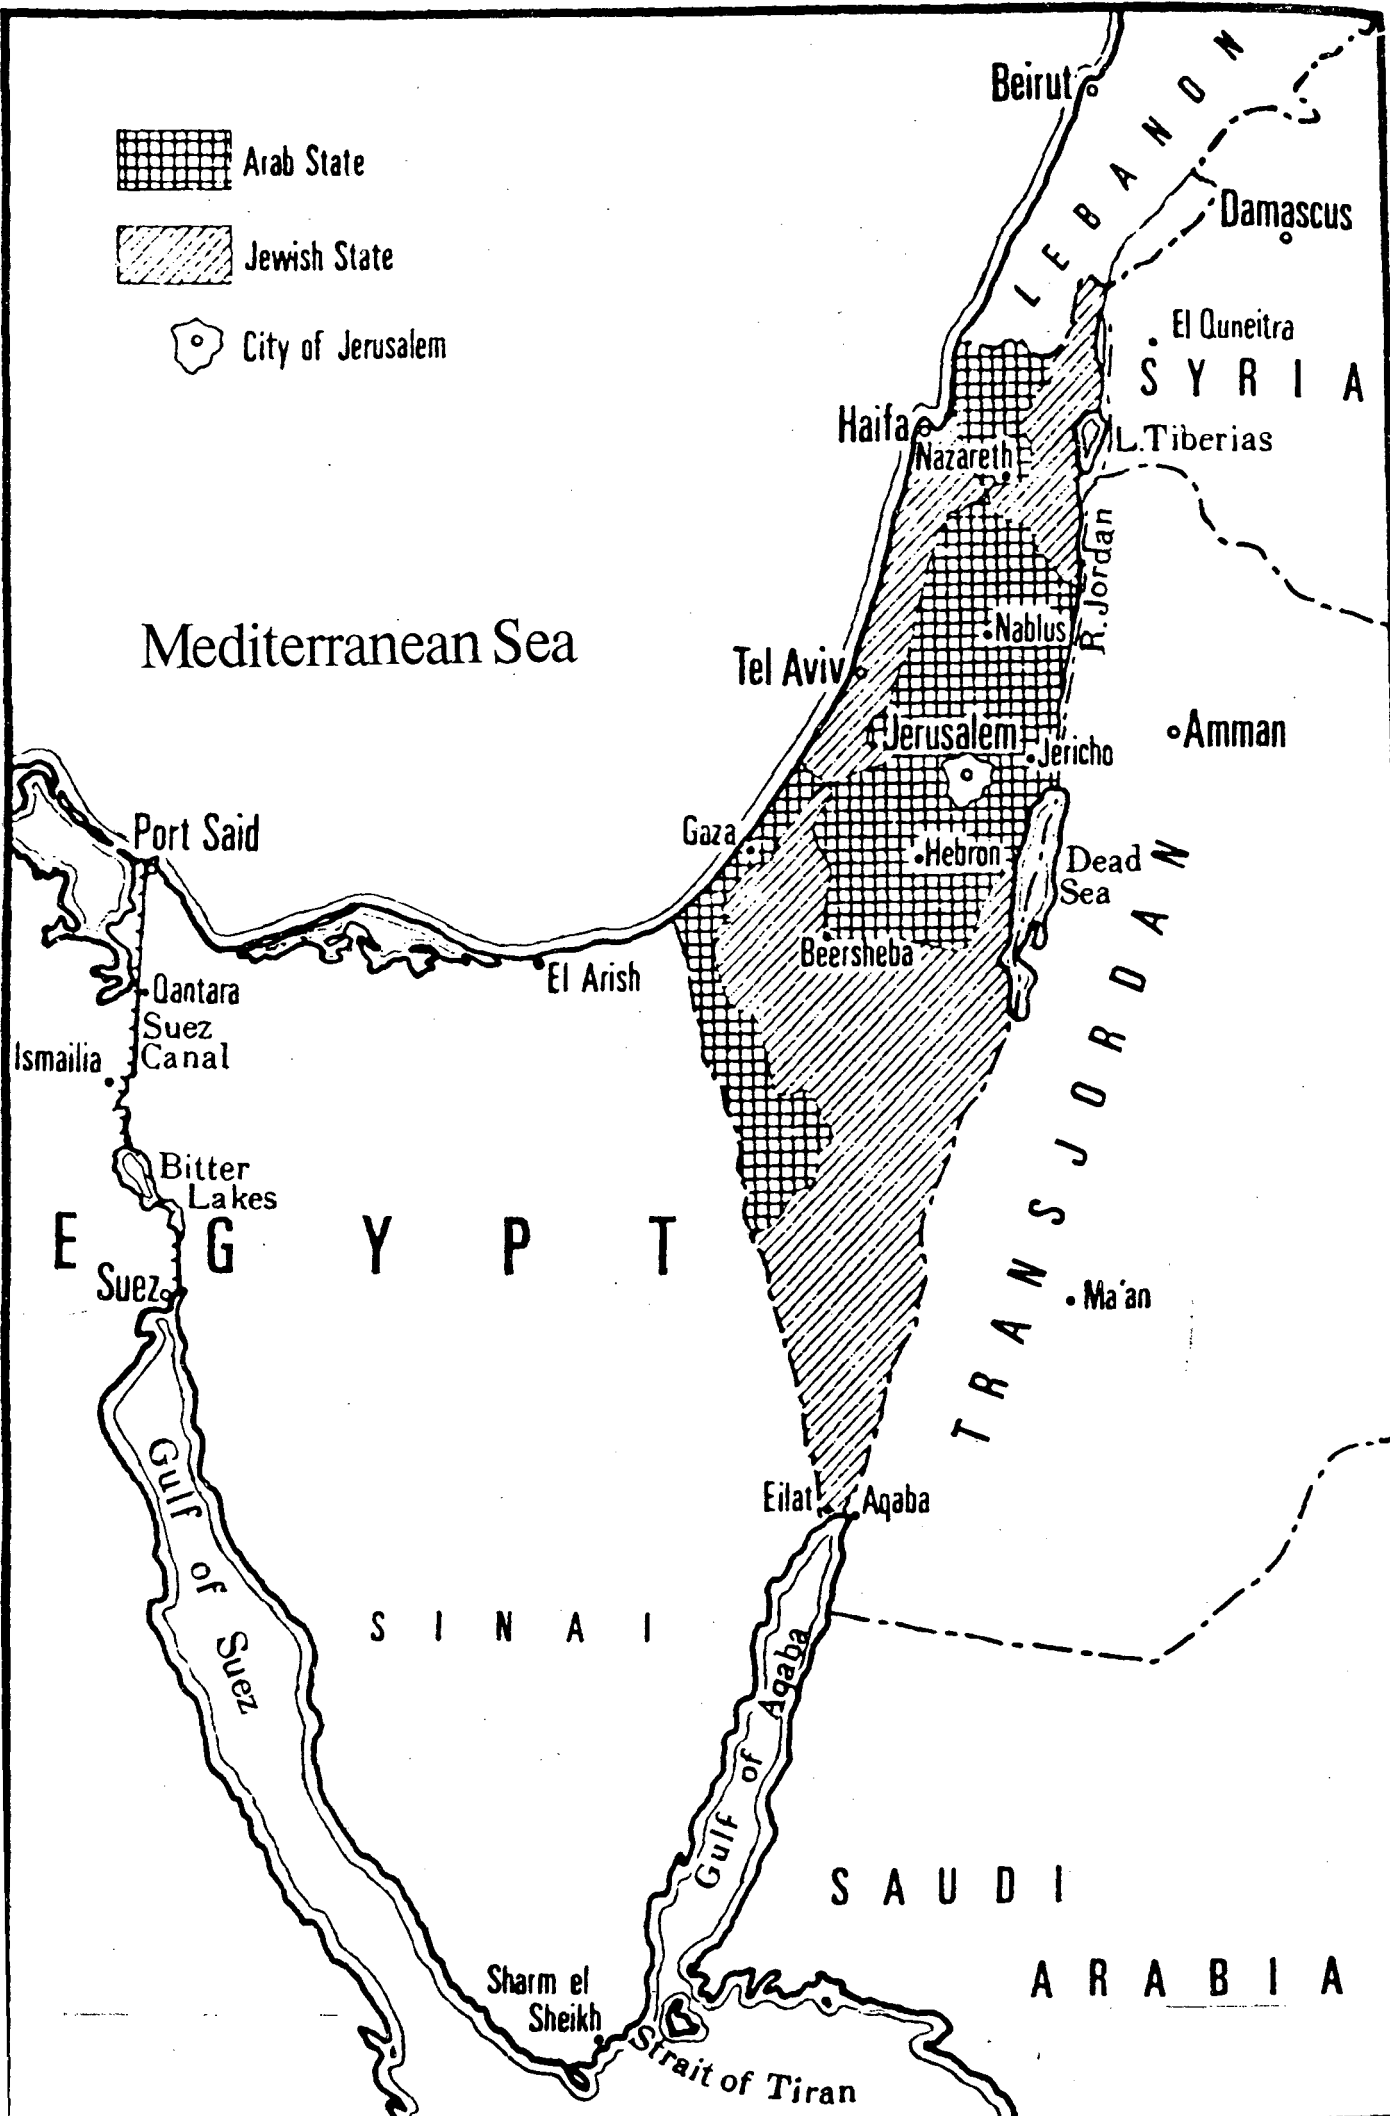 Beirut
LEBANON
Arab State
Jewish State
City of Jerusalem
Damascus
El Quneitra
SYRIA
Haifa
Nazareth
L.Tiberias
R. Jordan
Nablus
Mediterranean Sea
Tel Aviv
Jerusalem
Jericho
Amman
Port Said
Gaza
Hebron
Dead
Sea
Beersheba
El Arish
Qantara
Suez
Canal
Ismailia
TRANSJORDAN
Bitter
Lakes
EGYPT
Suez
Ma'an
Gulf of Suez
Eilat
Aqaba
SINAI
Gulf of Aqaba
SAUDI
ARABIA
Sharm el
Sheikh
Strait of Tiran